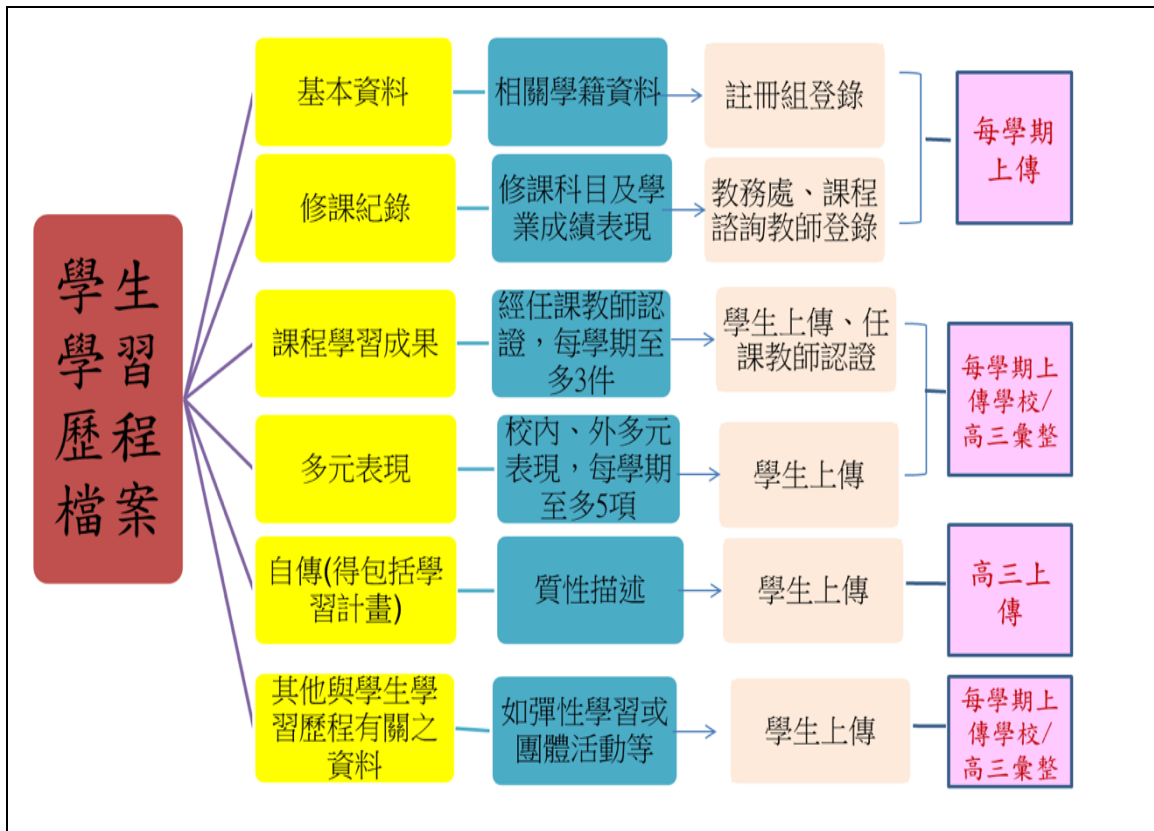 學生
學習
歷程
檔案
基本資料
相關學籍資料
註冊組登錄
每學期
上傳
修課紀錄
修課科目及學
業成績表現
教務處、課程
諮詢教師登錄
課程學習成果
經任課教師認
證，每學期至
多3件
學生上傳、任
課教師認證
每學期上
傳學校/
高三彙整
多元表現
校內、外多元
表現，每學期
至多5項
學生上傳
自傳(得包括學
習計畫)
質性描述
學生上傳
高三上
傳
其他與學生學
習歷程有關之
資料
如彈性學習或
團體活動等
學生上傳
每學期上
傳學校/
高三彙整